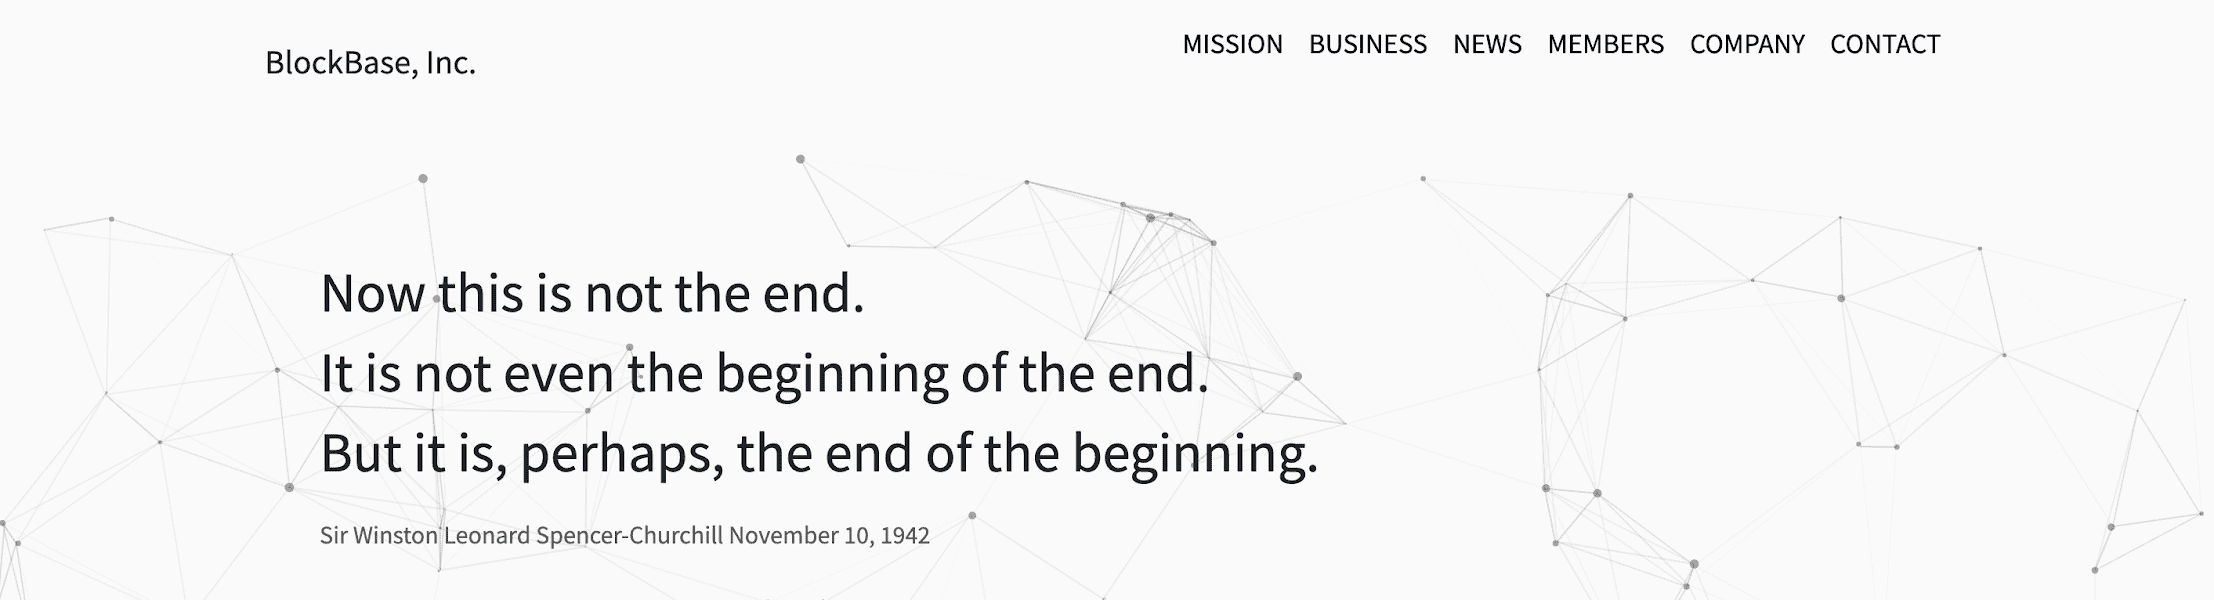 BlockBase, Inc.
MISSION BUSINESS NEWS MEMBERS COMPANY CONTACT
Now this is not the end.
It is not even the beginning of the end.
But it is, perhaps, the end of the beginning.
Sir Winston Leonard Spencer-Churchill November 10, 1942